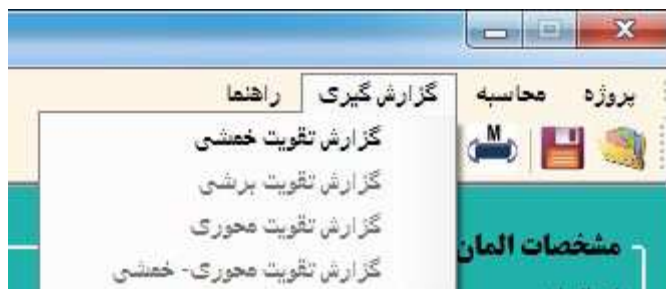 پروژه محاسبه گزارش گیری راهنما
گزارش تقویت خمشی
M
گزارش تقویت برشی
گزارش تقویت محوری
مشخصات المان
گزارش تقویت محوری- خمشی